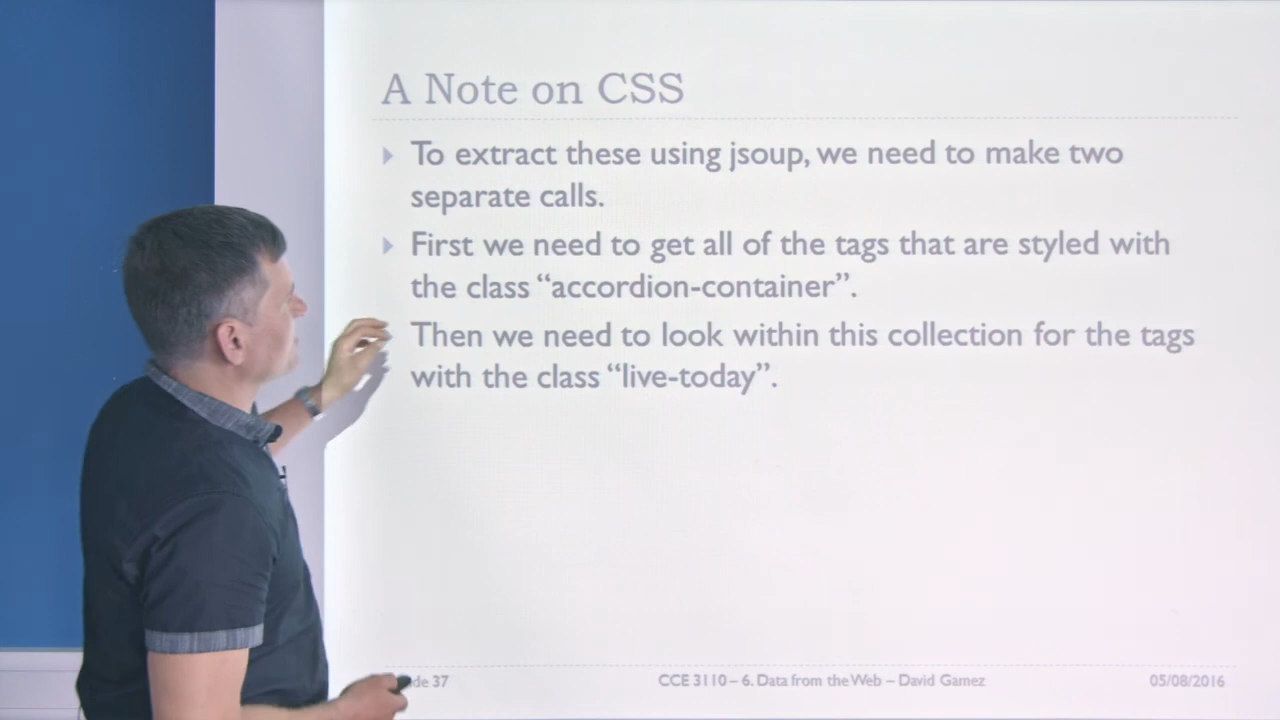 A Note on CSS
To extract these using jsoup, we need to make two
separate calls.
First we need to get all of the tags that are styled with
the class “accordion-container”.
Then we need to look within this collection for the tags
with the class “live-today”.
37
CCE 3110 – 6. Data from the Web – David Gamez
05/08/2016